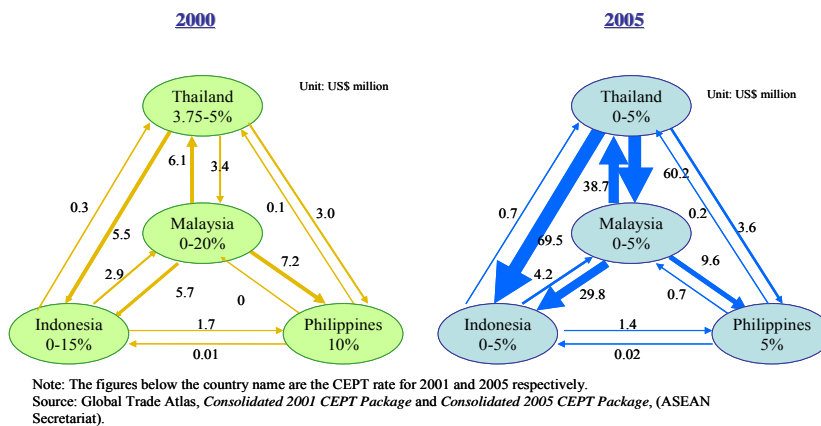 2000
2005
Unit: US$ million
Thailand
3.75-5%
6.1
3.4
0.3
0.1
3.0
5.5
Malaysia
0-20%
2.9
7.2
5.7
0
Indonesia
0-15%
1.7
0.01
Philippines
10%
Unit: US$ million
Thailand
0-5%
38.7
60.2
0.7
0.2
3.6
69.5
Malaysia
0-5%
4.2
9.6
29.8
0.7
Indonesia
0-5%
1.4
0.02
Philippines
5%
Note: The figures below the country name are the CEPT rate for 2001 and 2005 respectively.
Source: Global Trade Atlas, Consolidated 2001 CEPT Package and Consolidated 2005 CEPT Package, (ASEAN
Secretariat).